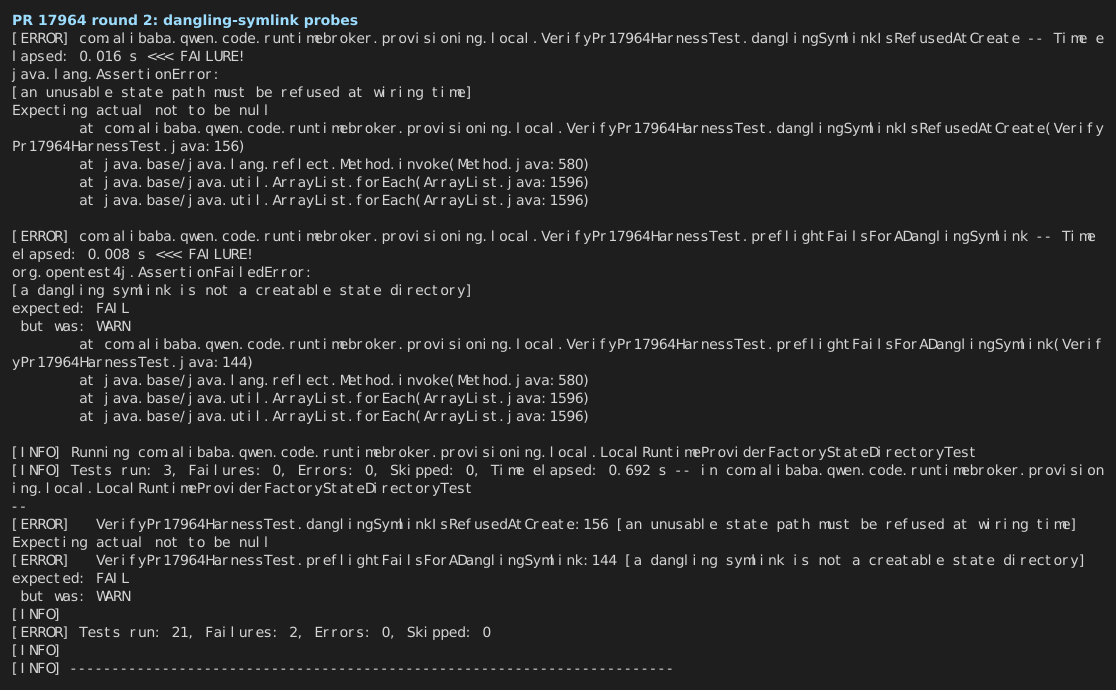 PR 17964 round 2: dangling-symlink probes
[ERROR] com.alibaba.qwen.code.runtimebroker.provisioning.local.VerifyPr17964HarnessTest.danglingSymlinkIsRefusedAtCreate -- Time e
lapsed: 0.016 s <<< FAILURE!
java.lang.AssertionError:
[an unusable state path must be refused at wiring time]
Expecting actual not to be null
        at com.alibaba.qwen.code.runtimebroker.provisioning.local.VerifyPr17964HarnessTest.danglingSymlinkIsRefusedAtCreate(Verify
Pr17964HarnessTest.java:156)
        at java.base/java.lang.reflect.Method.invoke(Method.java:580)
        at java.base/java.util.ArrayList.forEach(ArrayList.java:1596)
        at java.base/java.util.ArrayList.forEach(ArrayList.java:1596)

[ERROR] com.alibaba.qwen.code.runtimebroker.provisioning.local.VerifyPr17964HarnessTest.preflightFailsForADanglingSymlink -- Time
elapsed: 0.008 s <<< FAILURE!
org.opentest4j.AssertionFailedError:
[a dangling symlink is not a creatable state directory]
expected: FAIL
 but was: WARN
        at com.alibaba.qwen.code.runtimebroker.provisioning.local.VerifyPr17964HarnessTest.preflightFailsForADanglingSymlink(Verif
yPr17964HarnessTest.java:144)
        at java.base/java.lang.reflect.Method.invoke(Method.java:580)
        at java.base/java.util.ArrayList.forEach(ArrayList.java:1596)
        at java.base/java.util.ArrayList.forEach(ArrayList.java:1596)

[INFO] Running com.alibaba.qwen.code.runtimebroker.provisioning.local.LocalRuntimeProviderFactoryStateDirectoryTest
[INFO] Tests run: 3, Failures: 0, Errors: 0, Skipped: 0, Time elapsed: 0.692 s -- in com.alibaba.qwen.code.runtimebroker.provision
ing.local.LocalRuntimeProviderFactoryStateDirectoryTest
--
[ERROR]   VerifyPr17964HarnessTest.danglingSymlinkIsRefusedAtCreate:156 [an unusable state path must be refused at wiring time]
Expecting actual not to be null
[ERROR]   VerifyPr17964HarnessTest.preflightFailsForADanglingSymlink:144 [a dangling symlink is not a creatable state directory]
expected: FAIL
 but was: WARN
[INFO]
[ERROR] Tests run: 21, Failures: 2, Errors: 0, Skipped: 0
[INFO]
[INFO] ------------------------------------------------------------------------